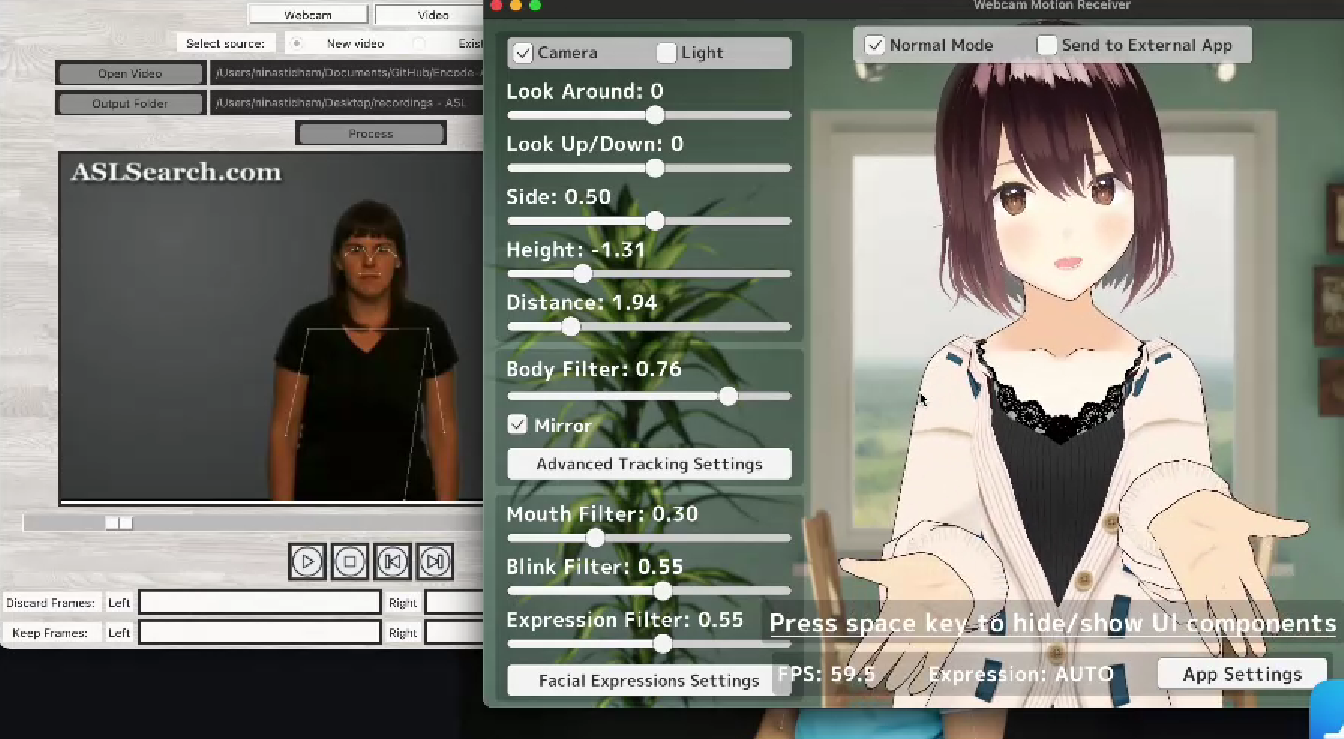 Webcam Video
Select source: New video
Open Video /Users/ninastidham/Documents/GitHub/Encode-
Output Folder /Users/ninastidham/Desktop/recordings - ASL
Process
ASLSearch.com
Discard Frames: Left Right
Keep Frames: Left Right
Webcam Motion Receiver
Camera Light
Look Around: 0
Look Up/Down: 0
Side: 0.50
Height: -1.31
Distance: 1.94
Body Filter: 0.76
Mirror
Advanced Tracking Settings
Mouth Filter: 0.30
Blink Filter: 0.55
Expression Filter: 0.55
Facial Expressions Settings
Normal Mode Send to External App
Press space key to hide/show UI components
FPS: 59.5 Expression: AUTO App Settings